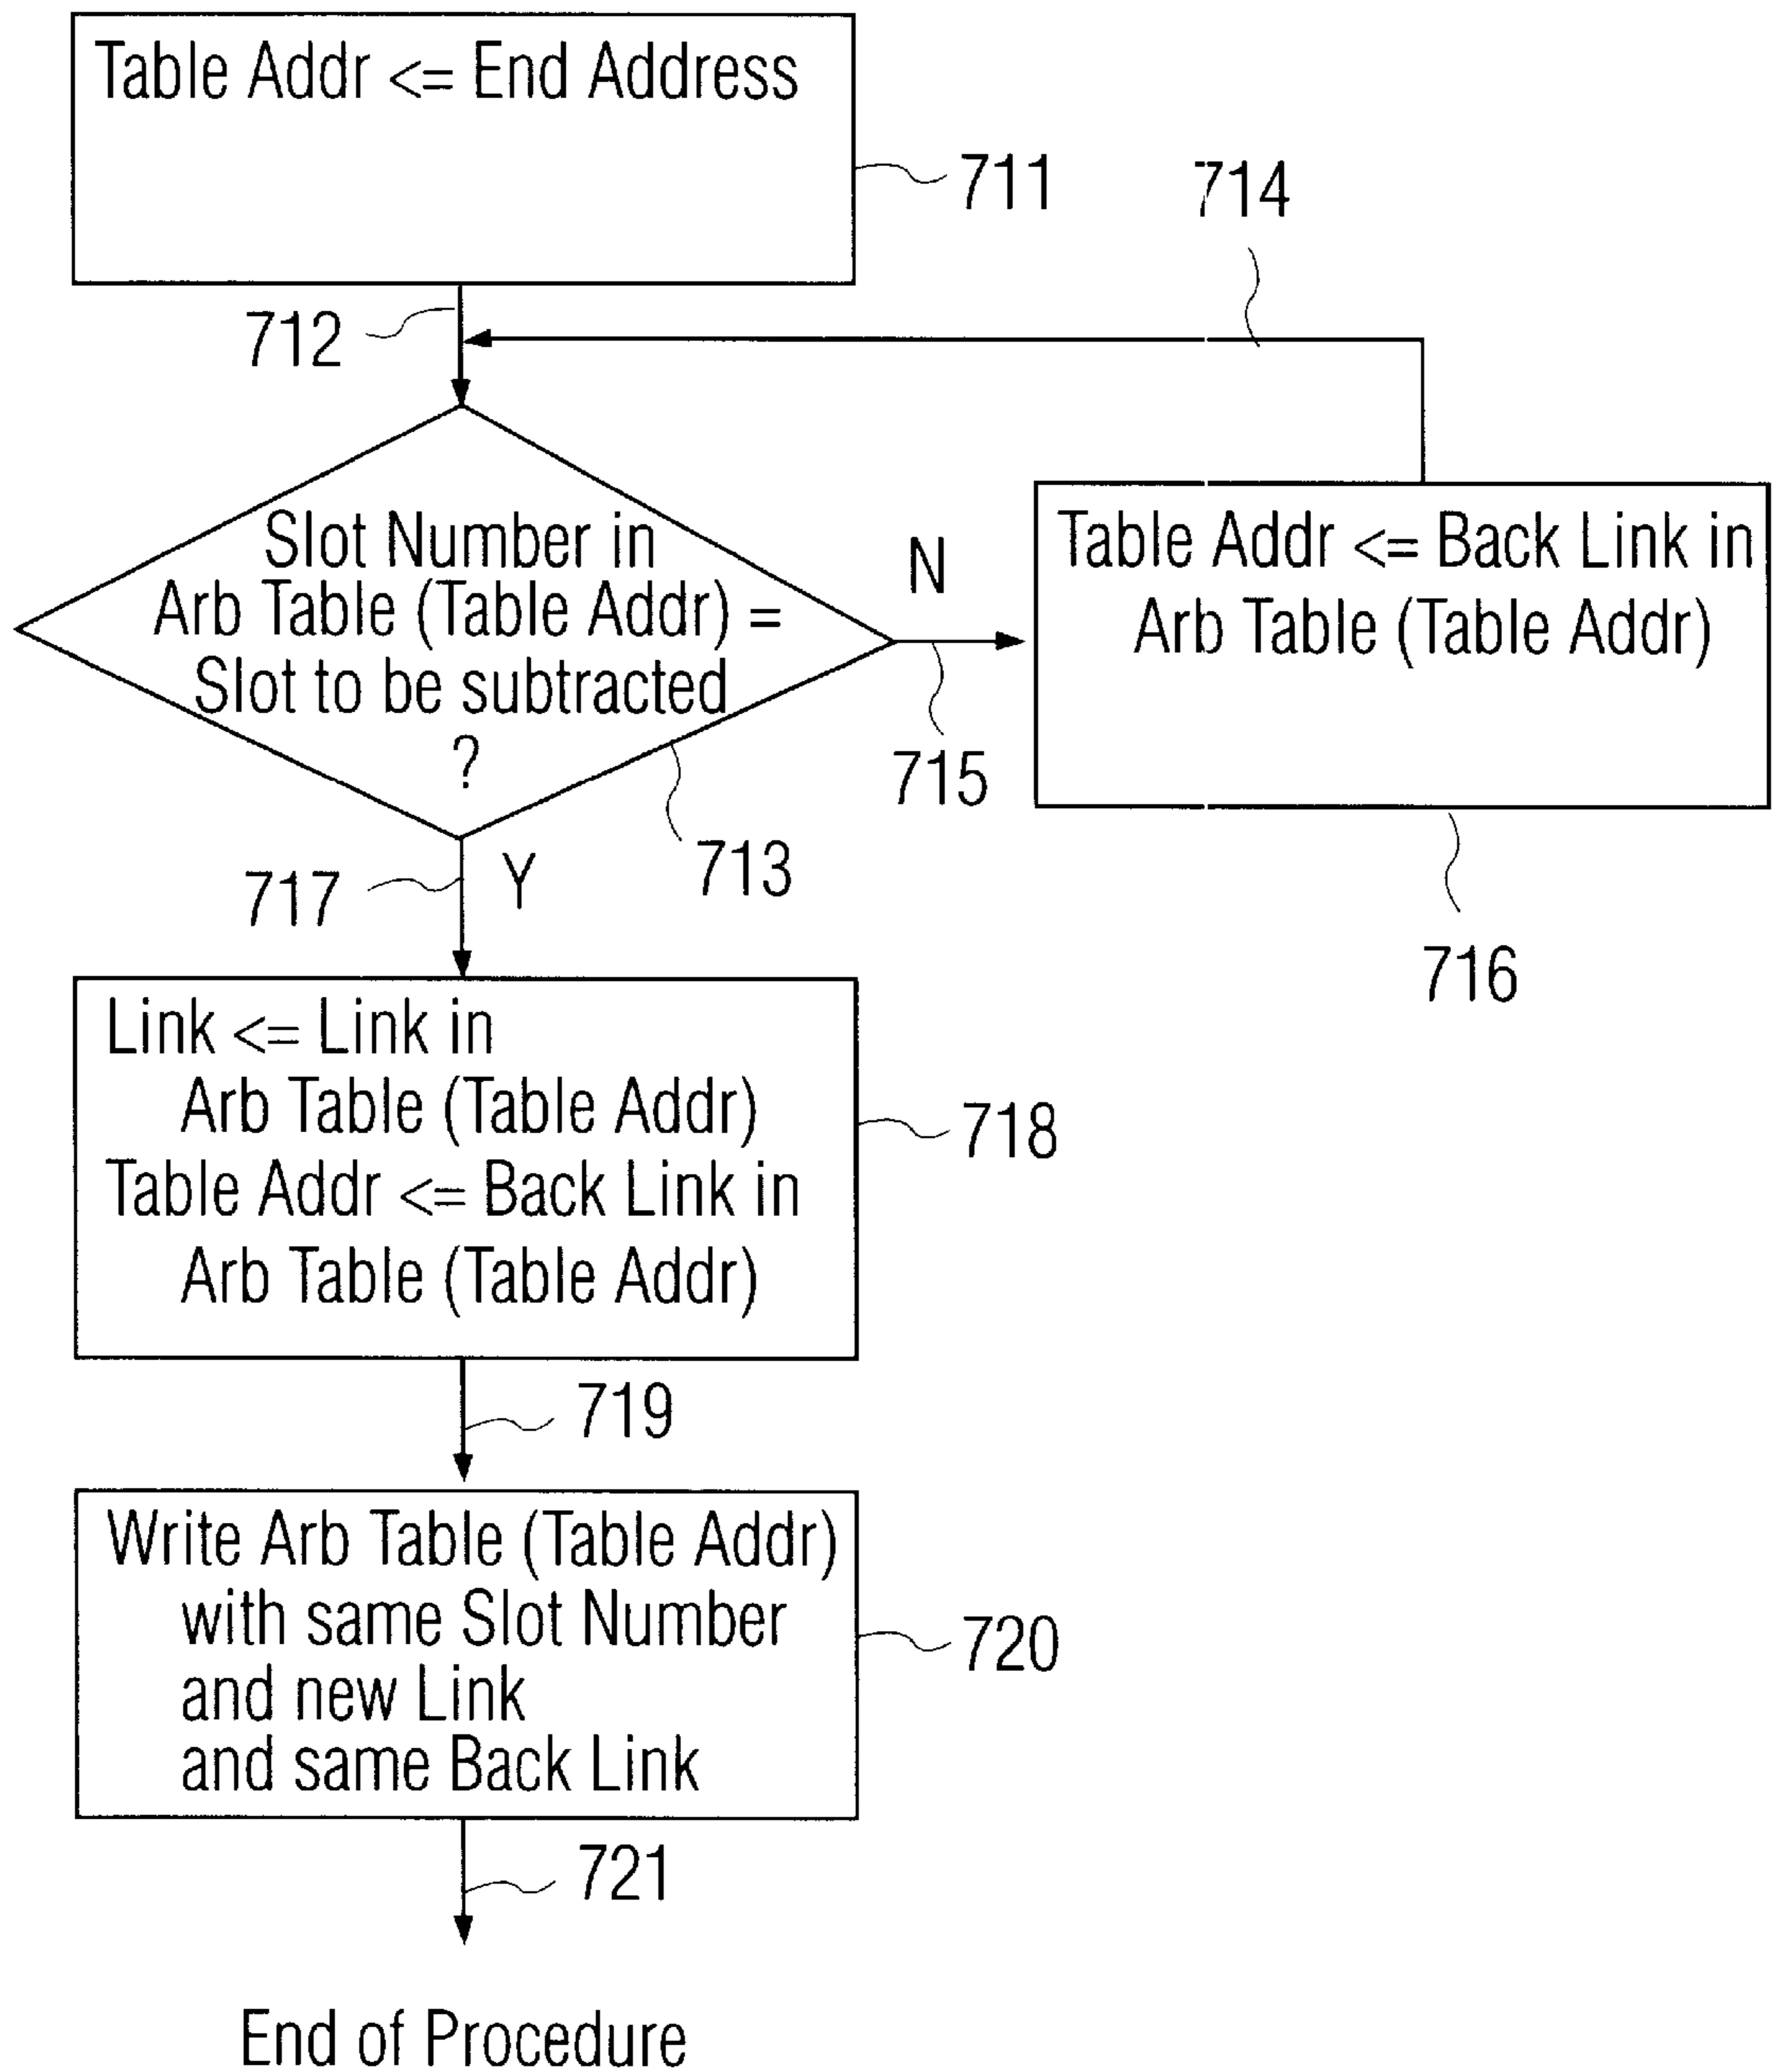 Table Addr <= End Address
711
714
712
Slot Number in
Arb Table (Table Addr) =
Slot to be subtracted
?
N
Table Addr <= Back Link in
Arb Table (Table Addr)
715
713
717
Y
716
Link <= Link in
Arb Table (Table Addr)
Table Addr <= Back Link in
Arb Table (Table Addr)
718
719
Write Arb Table (Table Addr)
with same Slot Number
and new Link
and same Back Link
720
721
End of Procedure